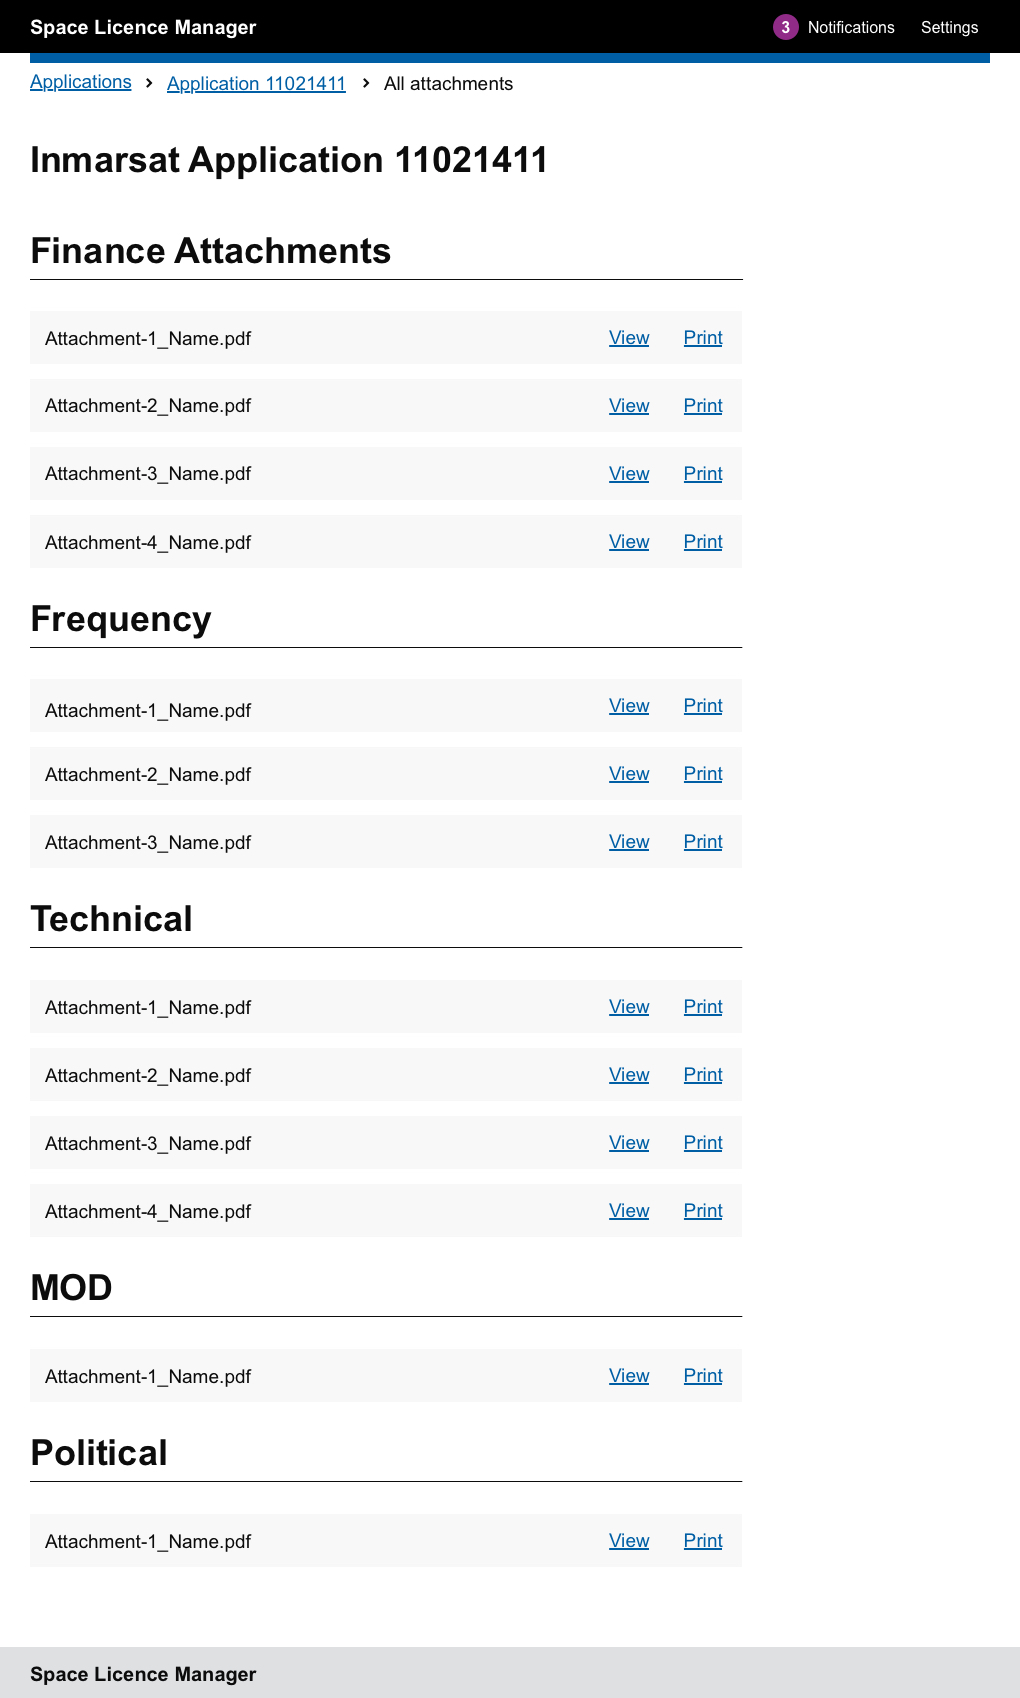 Space Licence Manager 3 Notifications Settings
Applications › Application 11021411 › All attachments
Inmarsat Application 11021411
Finance Attachments
Attachment-1_Name.pdf View Print
Attachment-2_Name.pdf View Print
Attachment-3_Name.pdf View Print
Attachment-4_Name.pdf View Print
Frequency
Attachment-1_Name.pdf View Print
Attachment-2_Name.pdf View Print
Attachment-3_Name.pdf View Print
Technical
Attachment-1_Name.pdf View Print
Attachment-2_Name.pdf View Print
Attachment-3_Name.pdf View Print
Attachment-4_Name.pdf View Print
MOD
Attachment-1_Name.pdf View Print
Political
Attachment-1_Name.pdf View Print
Space Licence Manager